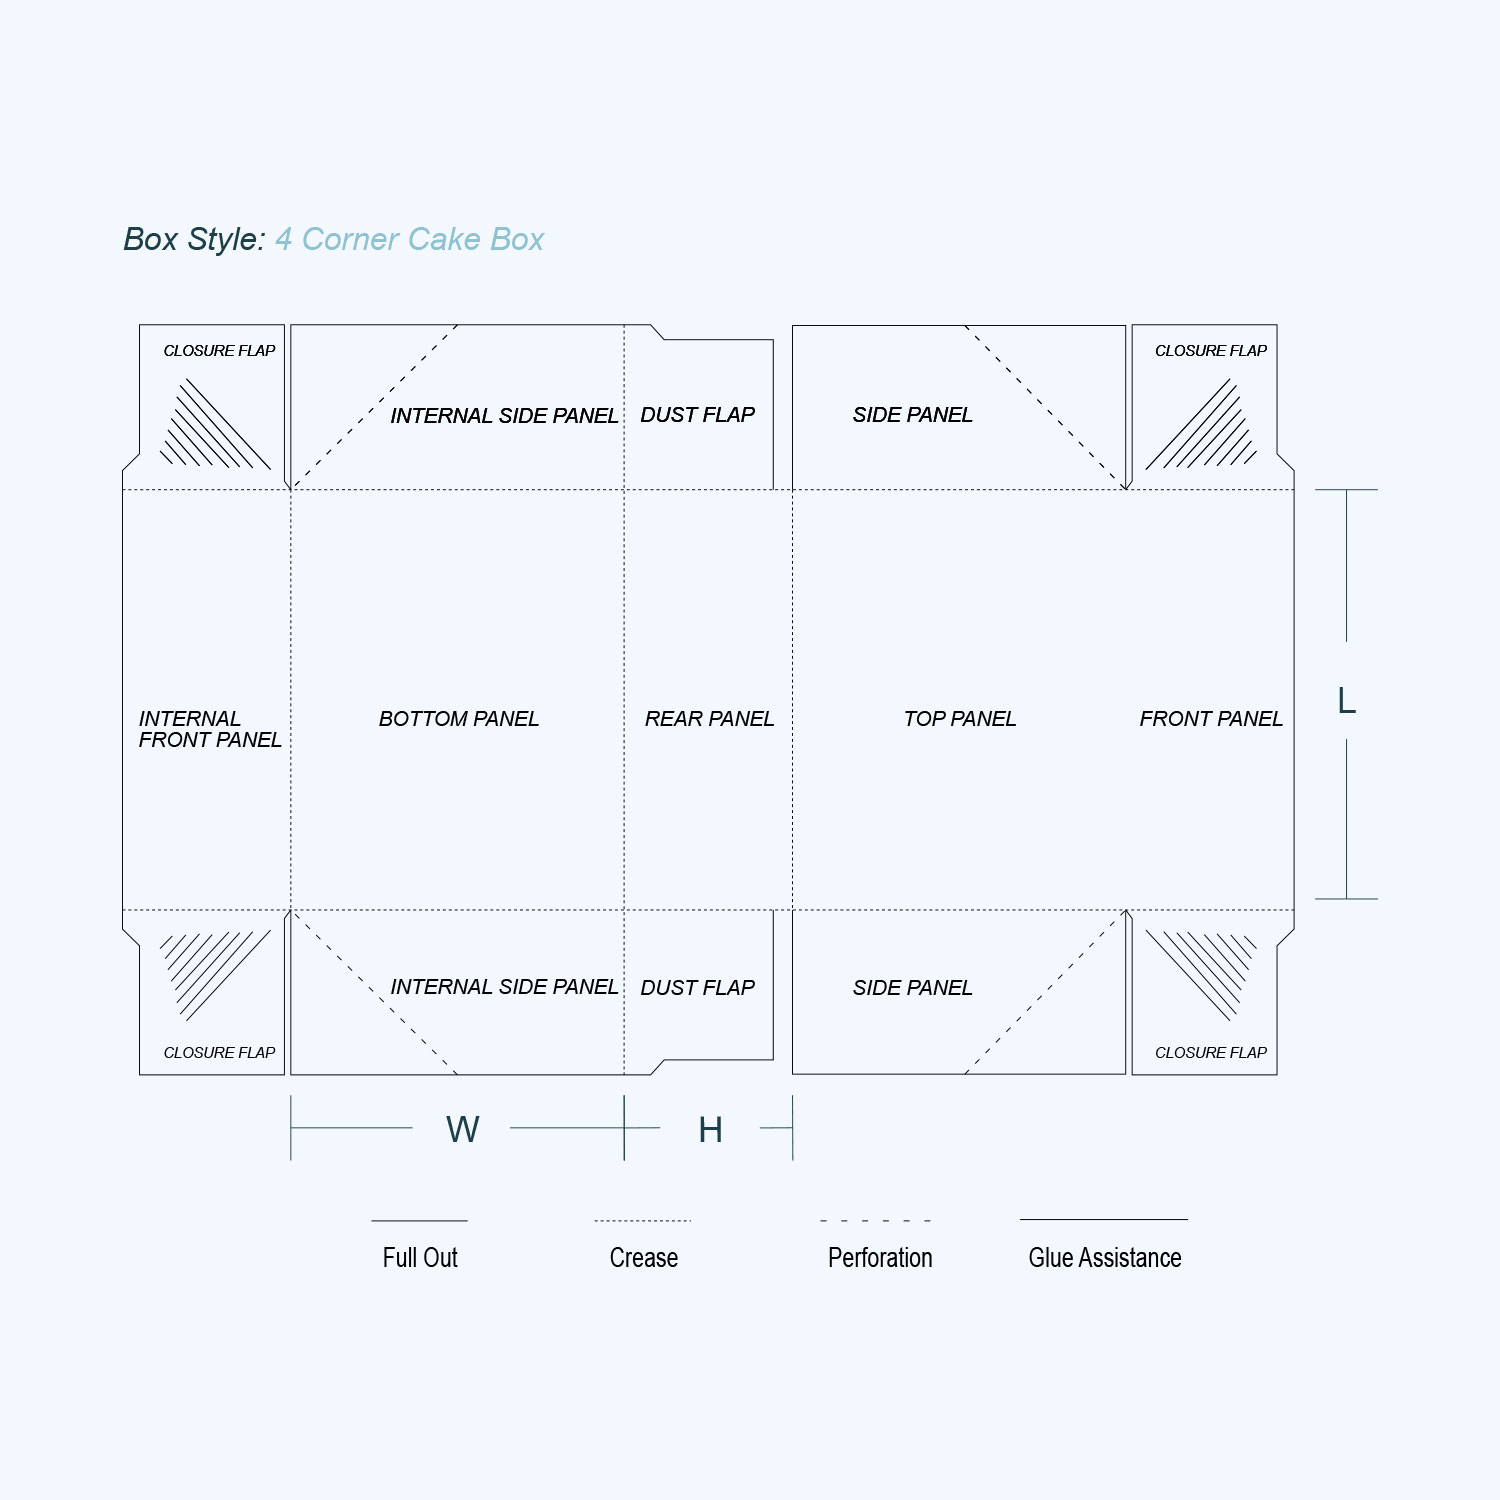 Box Style: 4 Corner Cake Box
CLOSURE FLAP
CLOSURE FLAP
INTERNAL SIDE PANEL
DUST FLAP
SIDE PANEL
INTERNAL
FRONT PANEL
BOTTOM PANEL
REAR PANEL
TOP PANEL
FRONT PANEL
L
INTERNAL SIDE PANEL
DUST FLAP
SIDE PANEL
CLOSURE FLAP
CLOSURE FLAP
W
H
Full Out
Crease
Perforation
Glue Assistance